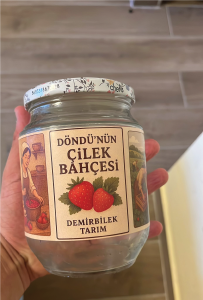 DÖNDÜ'NÜN
ÇİLEK
BAHÇESİ
DEMİRBİLEK
TARIM